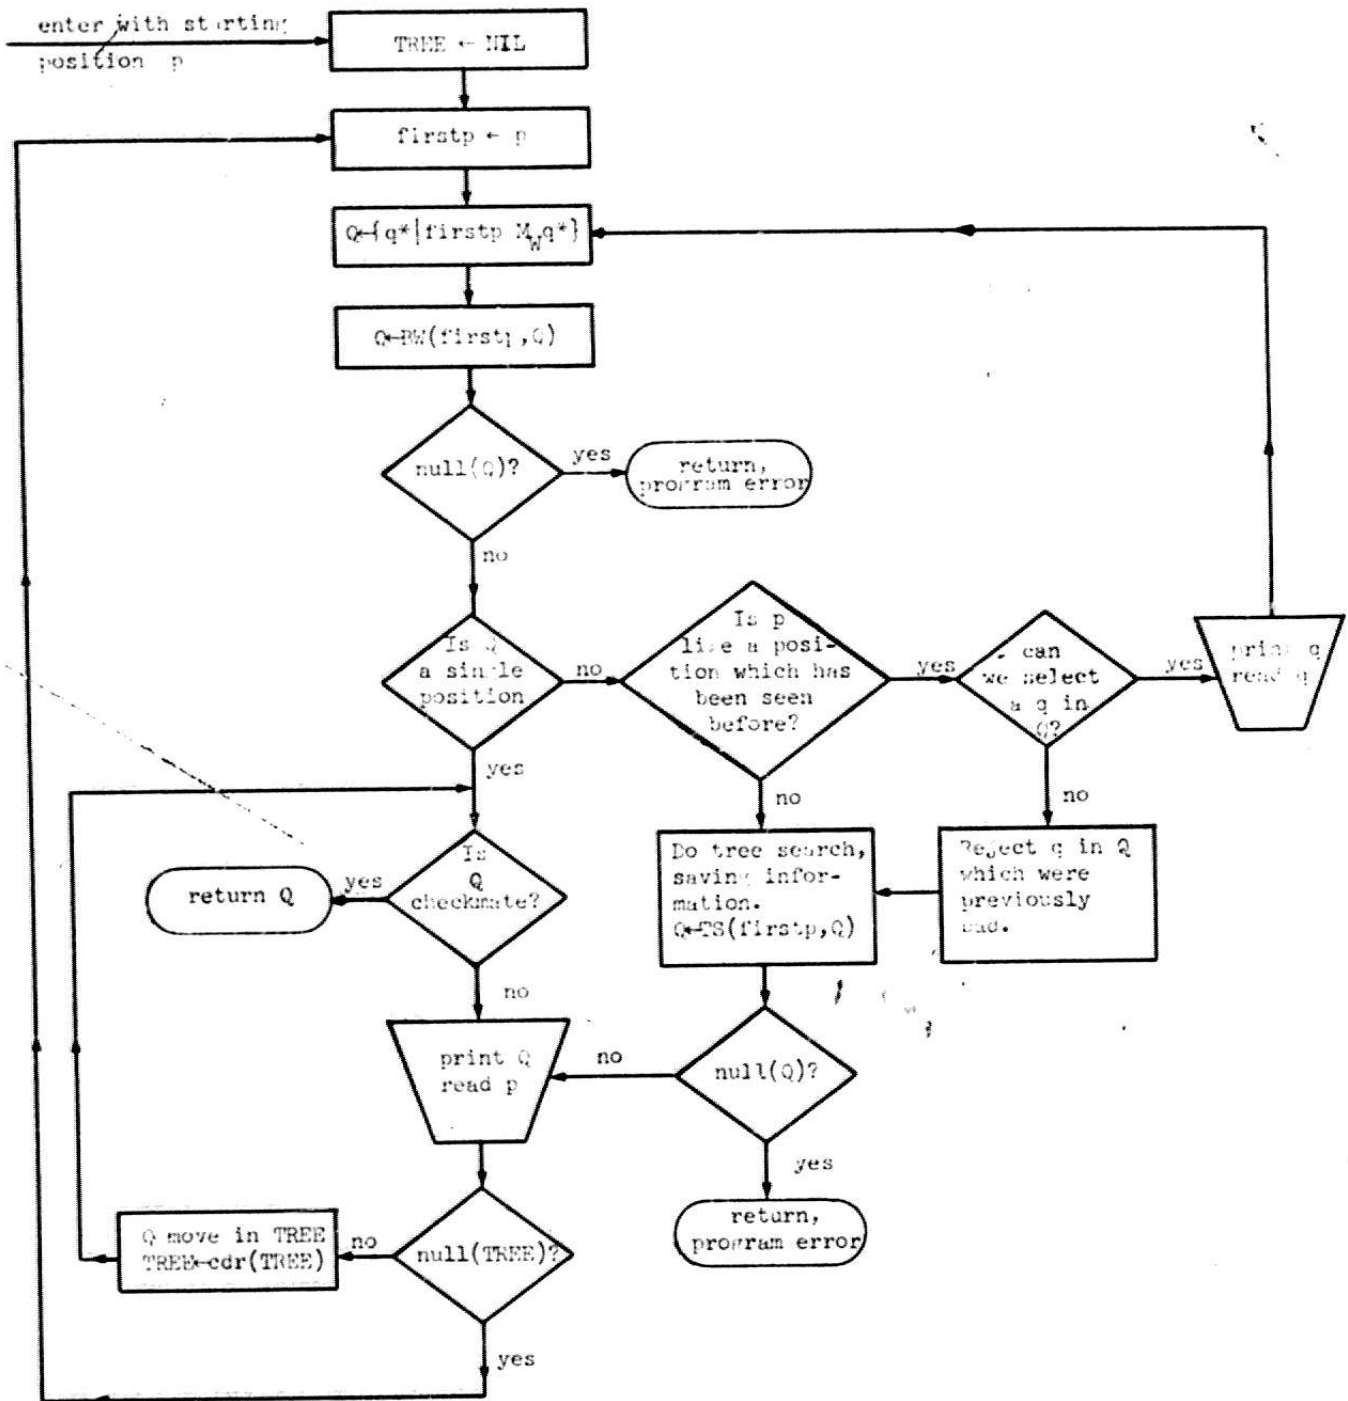 enter with starting
position p
TREE ← NIL
firstp ← p
Q←{q*|firstp M_W q*}
Q←BW(firstp,Q)
null(Q)?
yes
return,
program error
no
Is Q
a single
position
no
Is p
like a posi-
tion which has
been seen
before?
yes
can
we select
a q in
Q?
yes
print q
read q
yes
no
no
Is
Q
checkmate?
yes
return Q
Do tree search,
saving infor-
mation.
Q←TS(firstp,Q)
Reject q in Q
which were
previously
bad.
no
print Q
read p
no
null(Q)?
yes
return,
program error
Q move in TREE
TREE←cdr(TREE)
no
null(TREE)?
yes